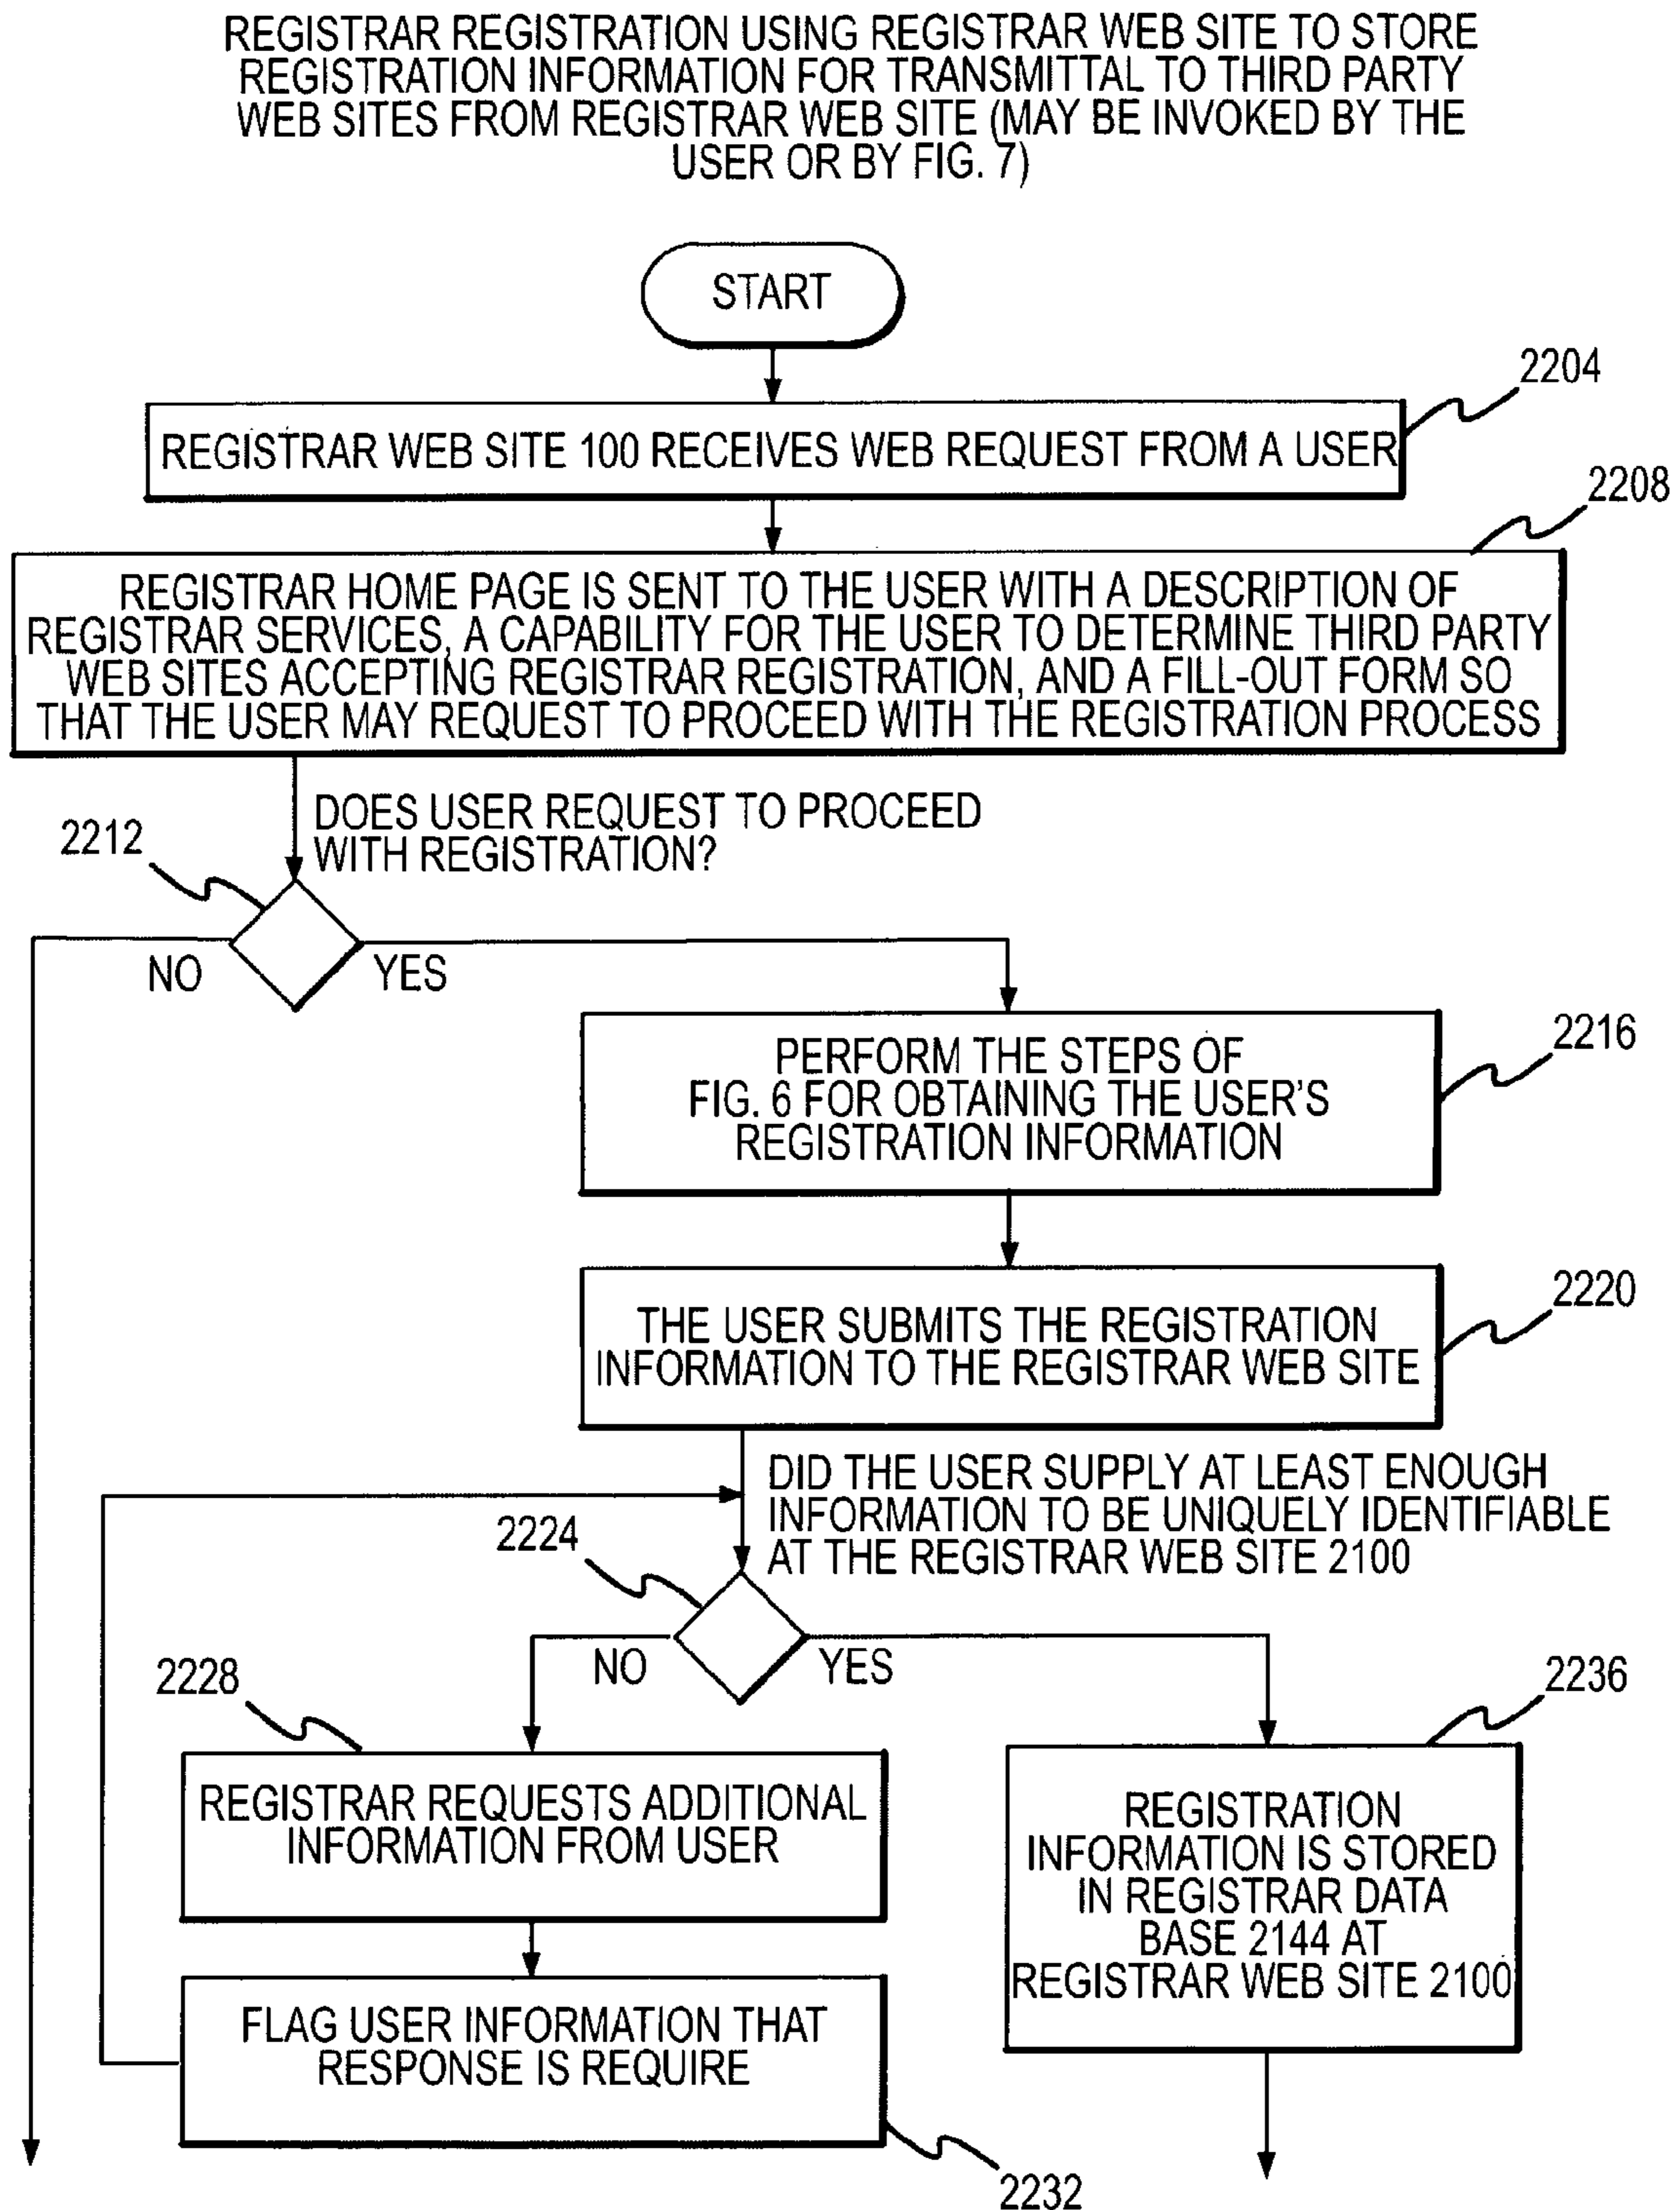 REGISTRAR REGISTRATION USING REGISTRAR WEB SITE TO STORE
REGISTRATION INFORMATION FOR TRANSMITTAL TO THIRD PARTY
WEB SITES FROM REGISTRAR WEB SITE (MAY BE INVOKED BY THE
USER OR BY FIG. 7)
START
2204
REGISTRAR WEB SITE 100 RECEIVES WEB REQUEST FROM A USER
2208
REGISTRAR HOME PAGE IS SENT TO THE USER WITH A DESCRIPTION OF
REGISTRAR SERVICES, A CAPABILITY FOR THE USER TO DETERMINE THIRD PARTY
WEB SITES ACCEPTING REGISTRAR REGISTRATION, AND A FILL-OUT FORM SO
THAT THE USER MAY REQUEST TO PROCEED WITH THE REGISTRATION PROCESS
DOES USER REQUEST TO PROCEED
WITH REGISTRATION?
2212
NO
YES
2216
PERFORM THE STEPS OF
FIG. 6 FOR OBTAINING THE USER'S
REGISTRATION INFORMATION
2220
THE USER SUBMITS THE REGISTRATION
INFORMATION TO THE REGISTRAR WEB SITE
DID THE USER SUPPLY AT LEAST ENOUGH
INFORMATION TO BE UNIQUELY IDENTIFIABLE
AT THE REGISTRAR WEB SITE 2100
2224
NO
YES
2228
REGISTRAR REQUESTS ADDITIONAL
INFORMATION FROM USER
2236
REGISTRATION
INFORMATION IS STORED
IN REGISTRAR DATA
BASE 2144 AT
REGISTRAR WEB SITE 2100
FLAG USER INFORMATION THAT
RESPONSE IS REQUIRE
2232